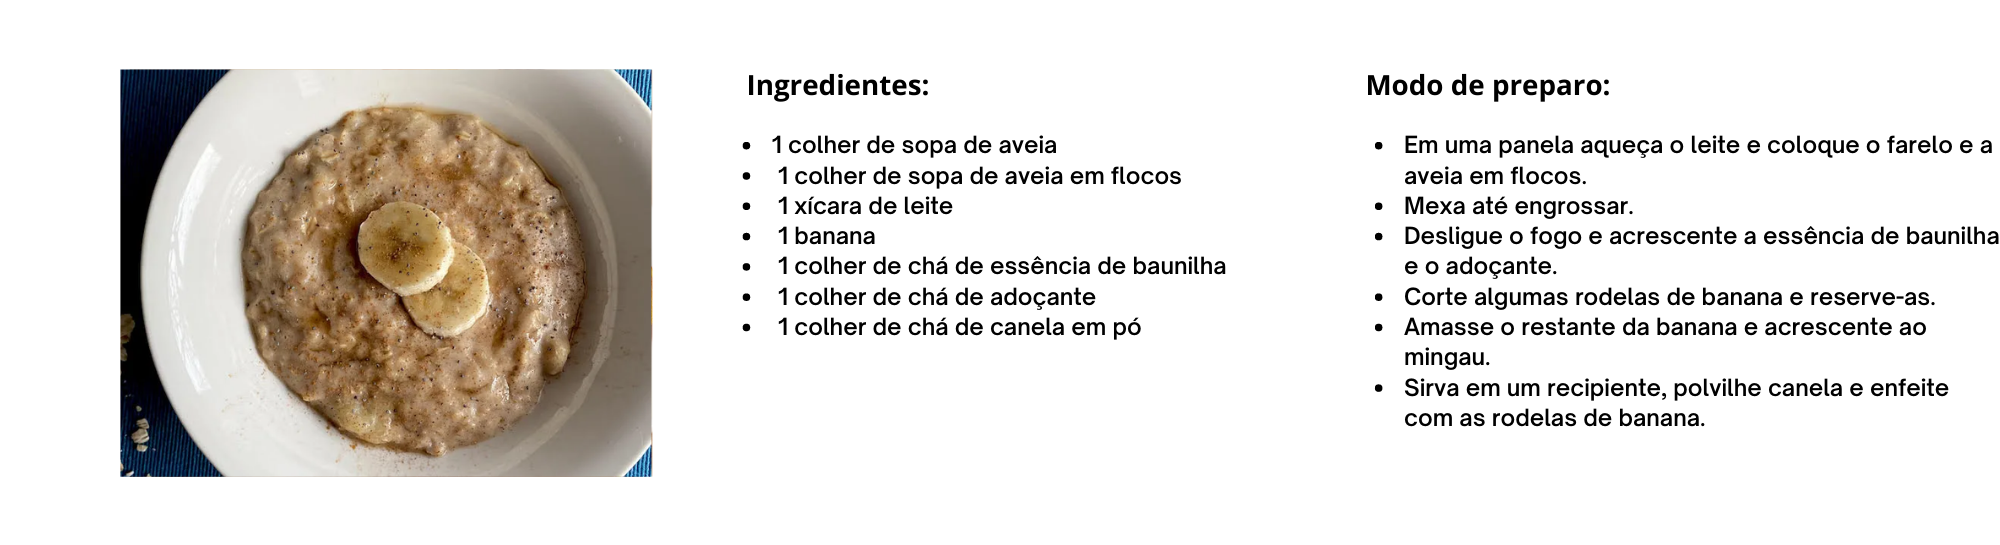 Ingredientes:
• 1 colher de sopa de aveia
• 1 colher de sopa de aveia em flocos
• 1 xícara de leite
• 1 banana
• 1 colher de chá de essência de baunilha
• 1 colher de chá de adoçante
• 1 colher de chá de canela em pó
Modo de preparo:
• Em uma panela aqueça o leite e coloque o farelo e a
aveia em flocos.
• Mexa até engrossar.
• Desligue o fogo e acrescente a essência de baunilha
e o adoçante.
• Corte algumas rodelas de banana e reserve-as.
• Amasse o restante da banana e acrescente ao
mingau.
• Sirva em um recipiente, polvilhe canela e enfeite
com as rodelas de banana.